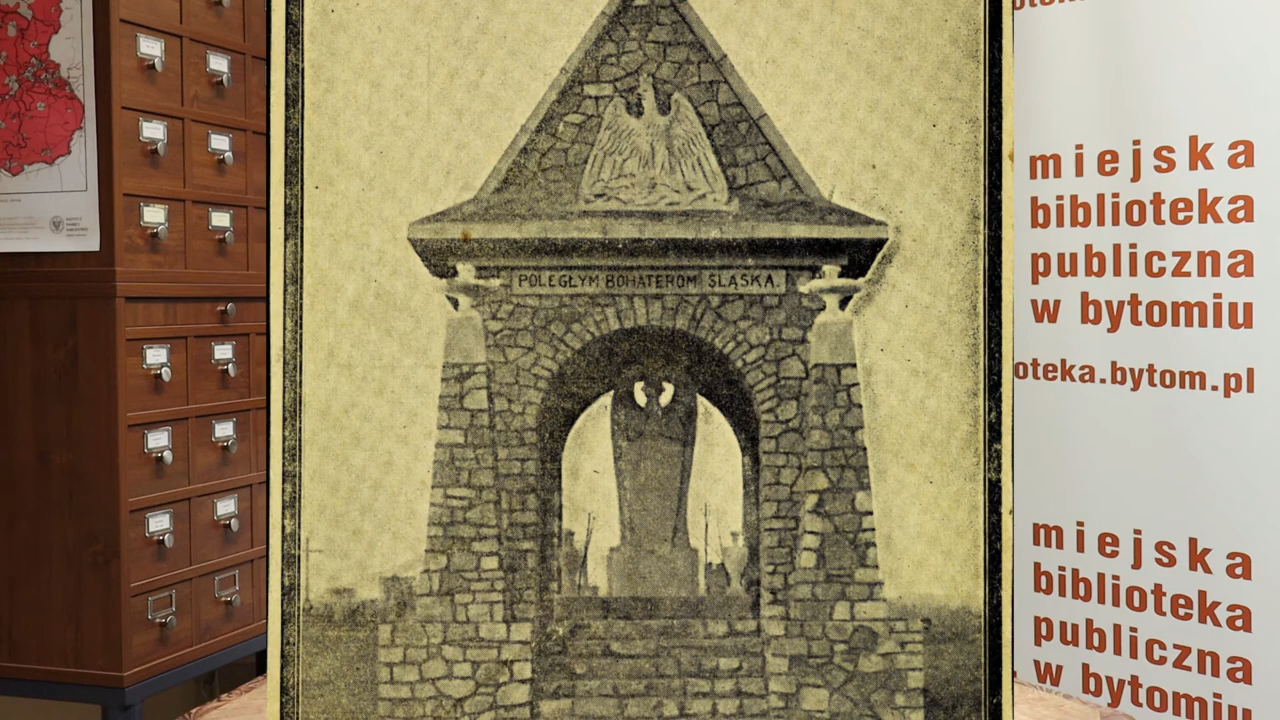 POLEGŁYM BOHATEROM ŚLĄSKA.
miejska
biblioteka
publiczna
w bytomiu
oteka.bytom.pl
miejska
biblioteka
publiczna
w bytomiu